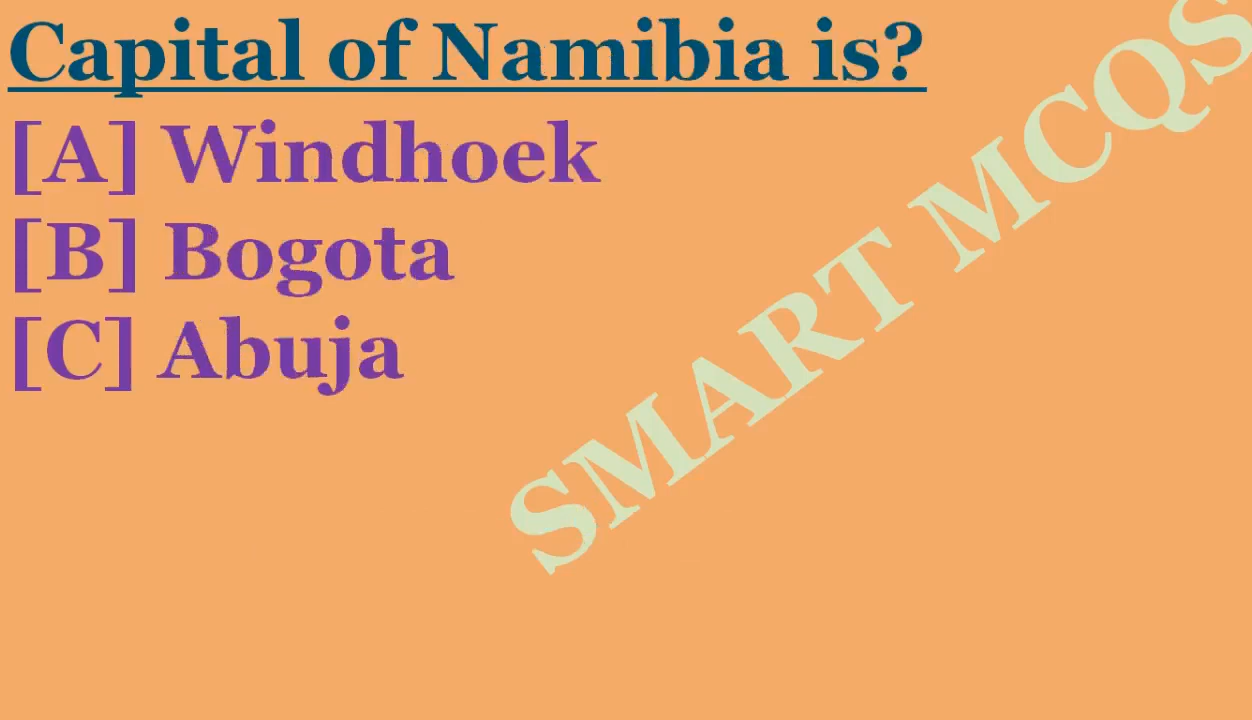 Capital of Namibia is?
[A] Windhoek
[B] Bogota
[C] Abuja
SMART MCQS